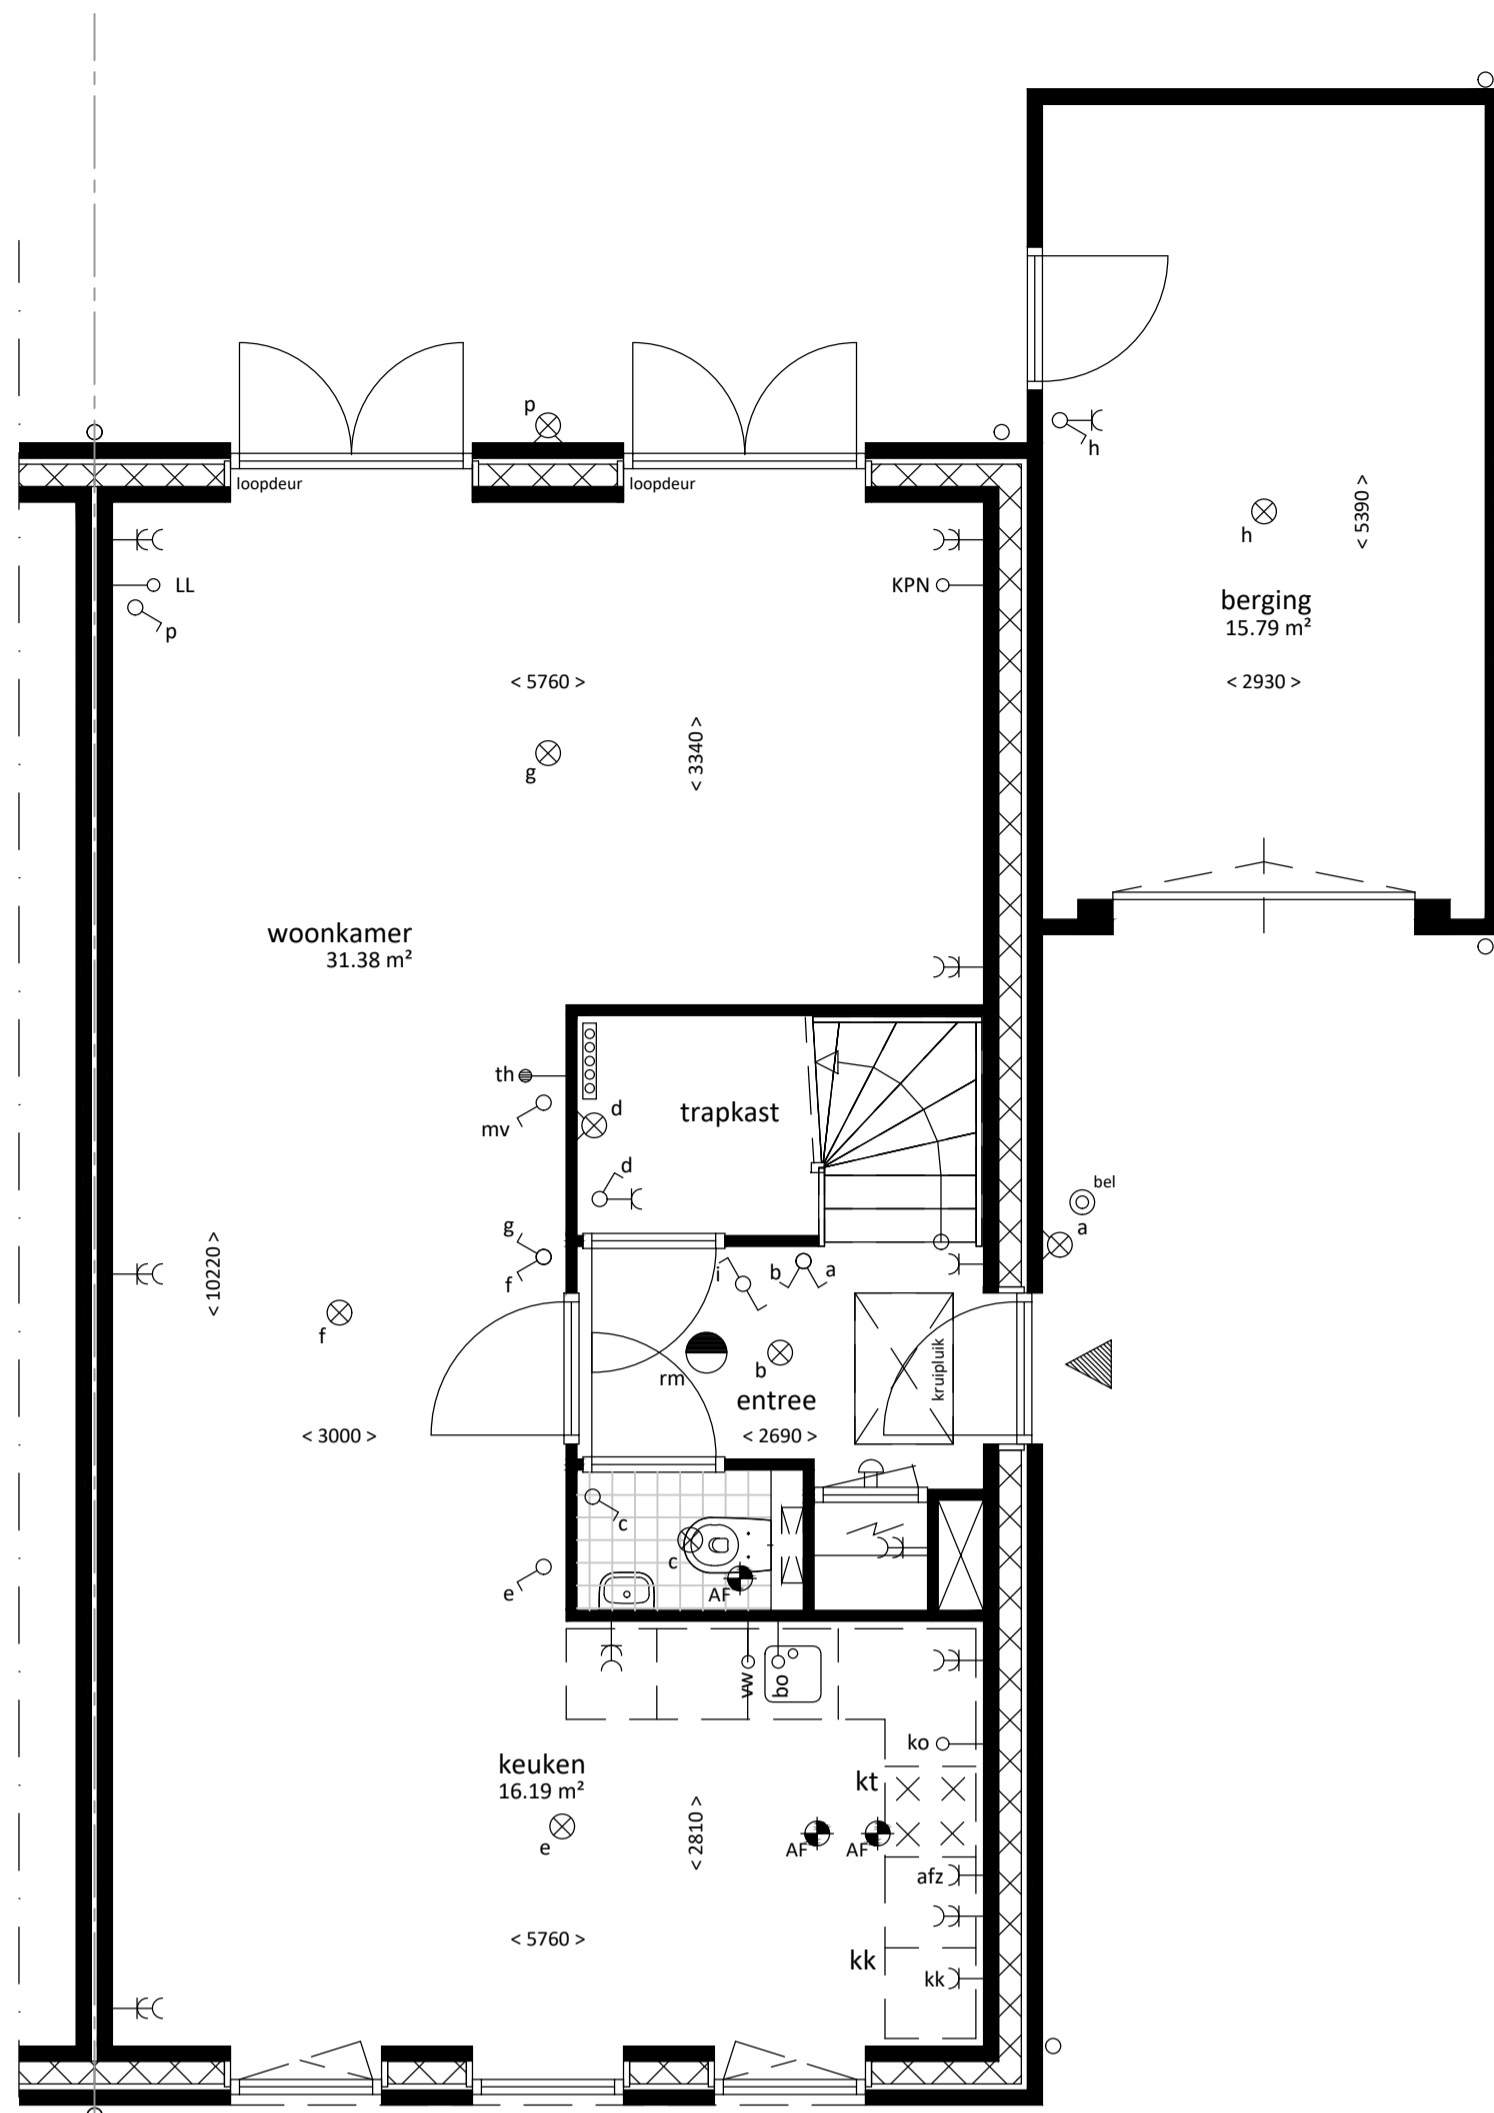 p
loopdeur
loopdeur
h
< 5390 >
h
LL
KPN
berging
15.79 m²
p
< 5760 >
< 2930 >
< 3340 >
g
woonkamer
31.38 m²
th
mv
d
trapkast
d
bel
a
g
f
i
b
a
< 10220 >
f
rm
b
kruipluik
entree
< 3000 >
< 2690 >
c
c
e
AF
vw
bo
ko
keuken
16.19 m²
kt
e
< 2810 >
AF
AF
afz
< 5760 >
kk
kk